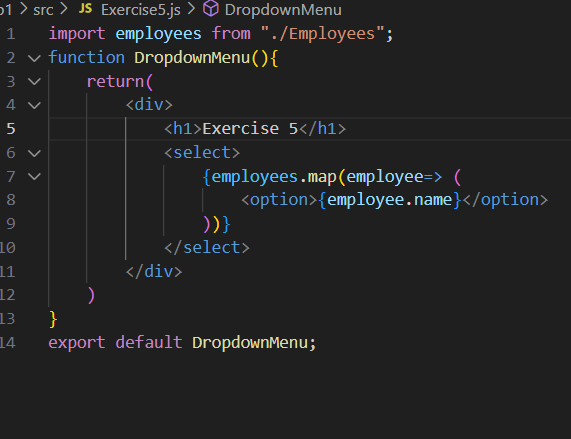 o1 > src > JS Exercise5.js > DropdownMenu
1 import employees from "./Employees";
2 function DropdownMenu(){
3 return(
4 <div>
5 <h1>Exercise 5</h1>
6 <select>
7 {employees.map(employee=> (
8 <option>{employee.name}</option>
9 ))}
10 </select>
11 </div>
12 )
13 }
14 export default DropdownMenu;